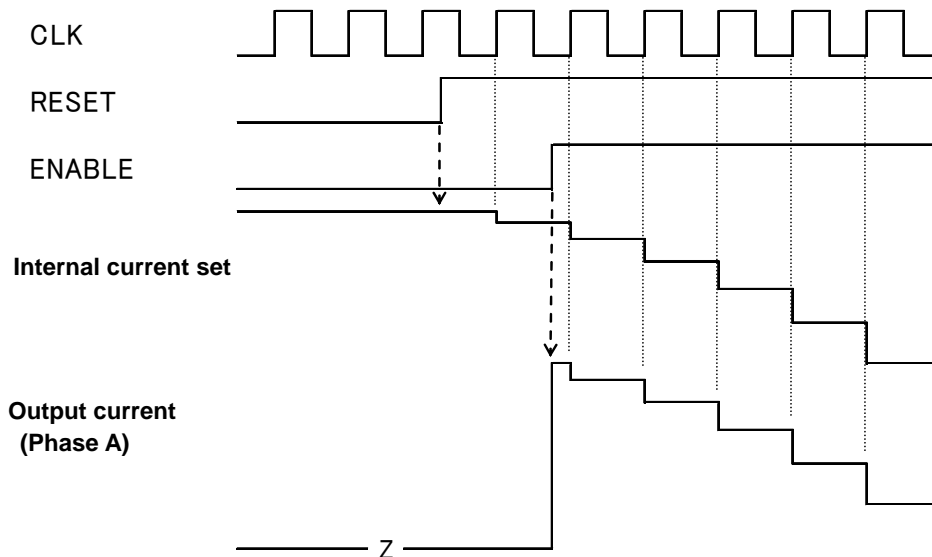 CLK
RESET
ENABLE
Internal current set
Output current
(Phase A)
Z